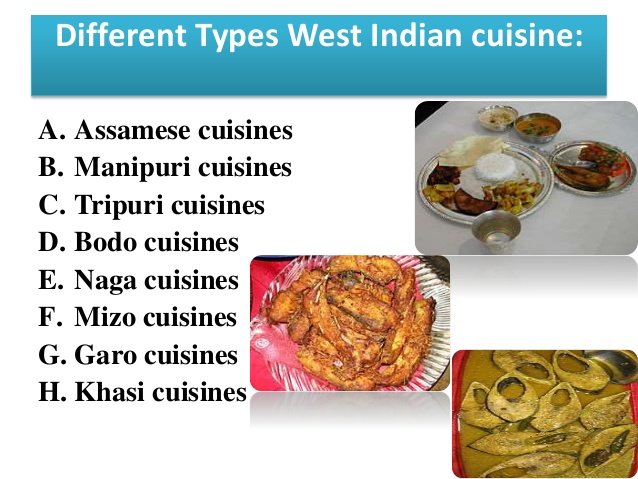 Different Types West Indian cuisine:
A. Assamese cuisines
B. Manipuri cuisines
C. Tripuri cuisines
D. Bodo cuisines
E. Naga cuisines
F. Mizo cuisines
G. Garo cuisines
H. Khasi cuisines